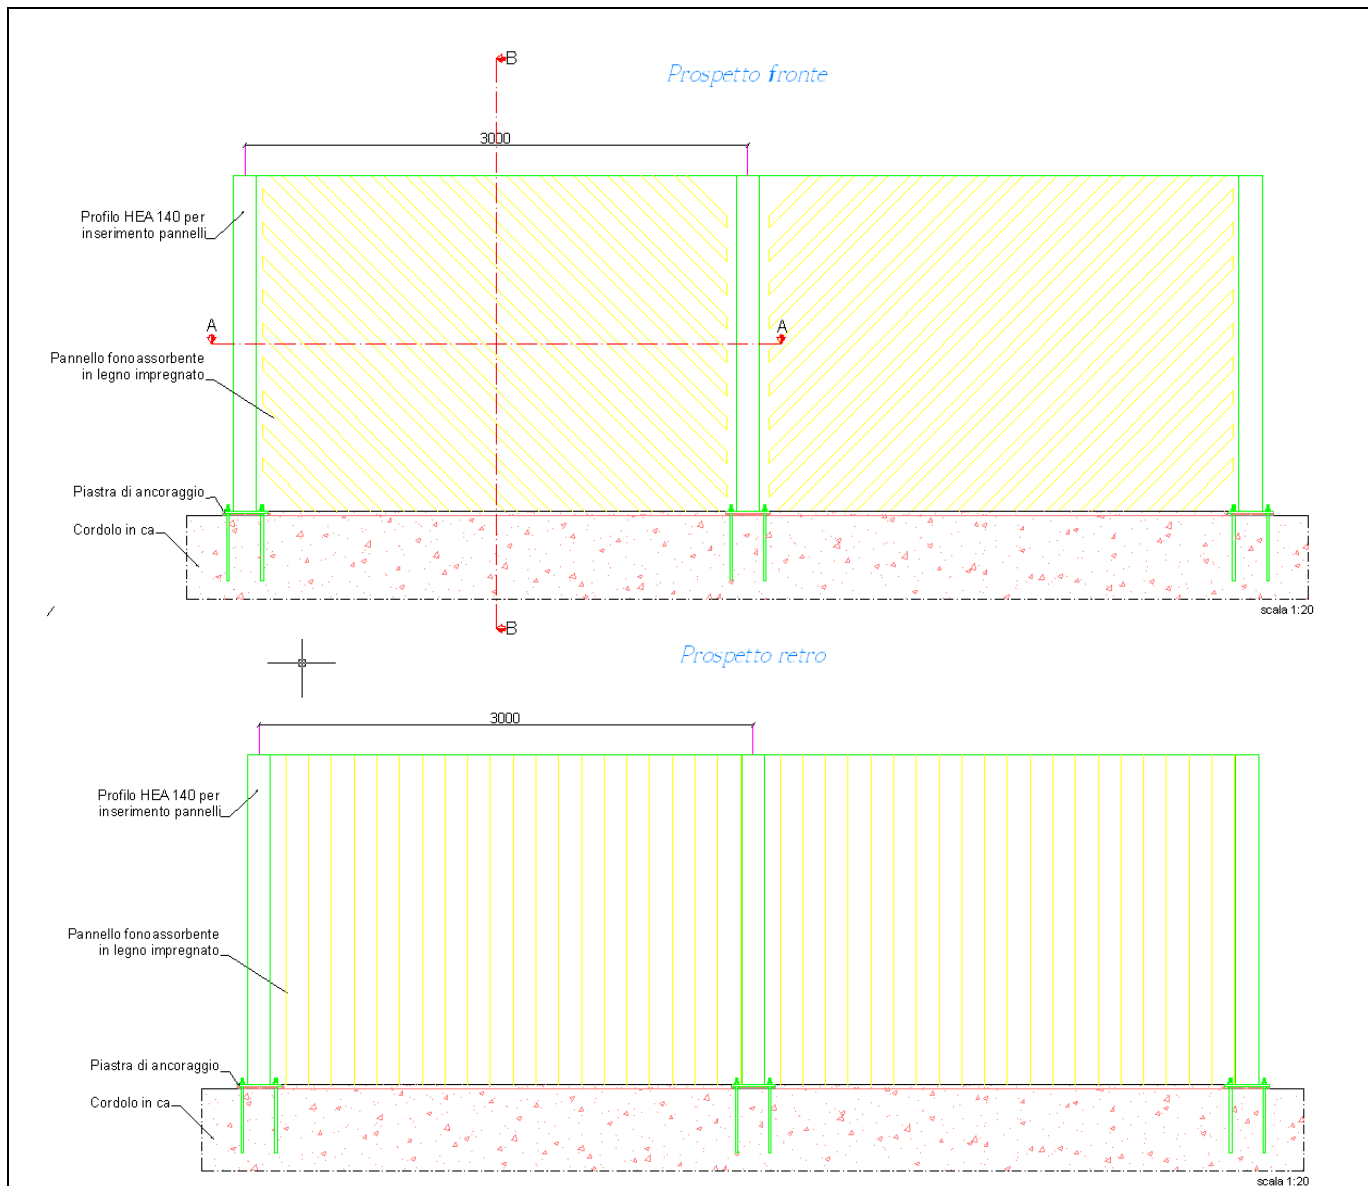 B
Prospetto fronte
3000
Profilo HEA 140 per
inserimento pannelli
A
A
Pannello fonoassorbente
in legno impregnato
Piastra di ancoraggio
Cordolo in ca
scala 1:20
B
Prospetto retro
3000
Profilo HEA 140 per
inserimento pannelli
Pannello fonoassorbente
in legno impregnato
Piastra di ancoraggio
Cordolo in ca
scala 1:20